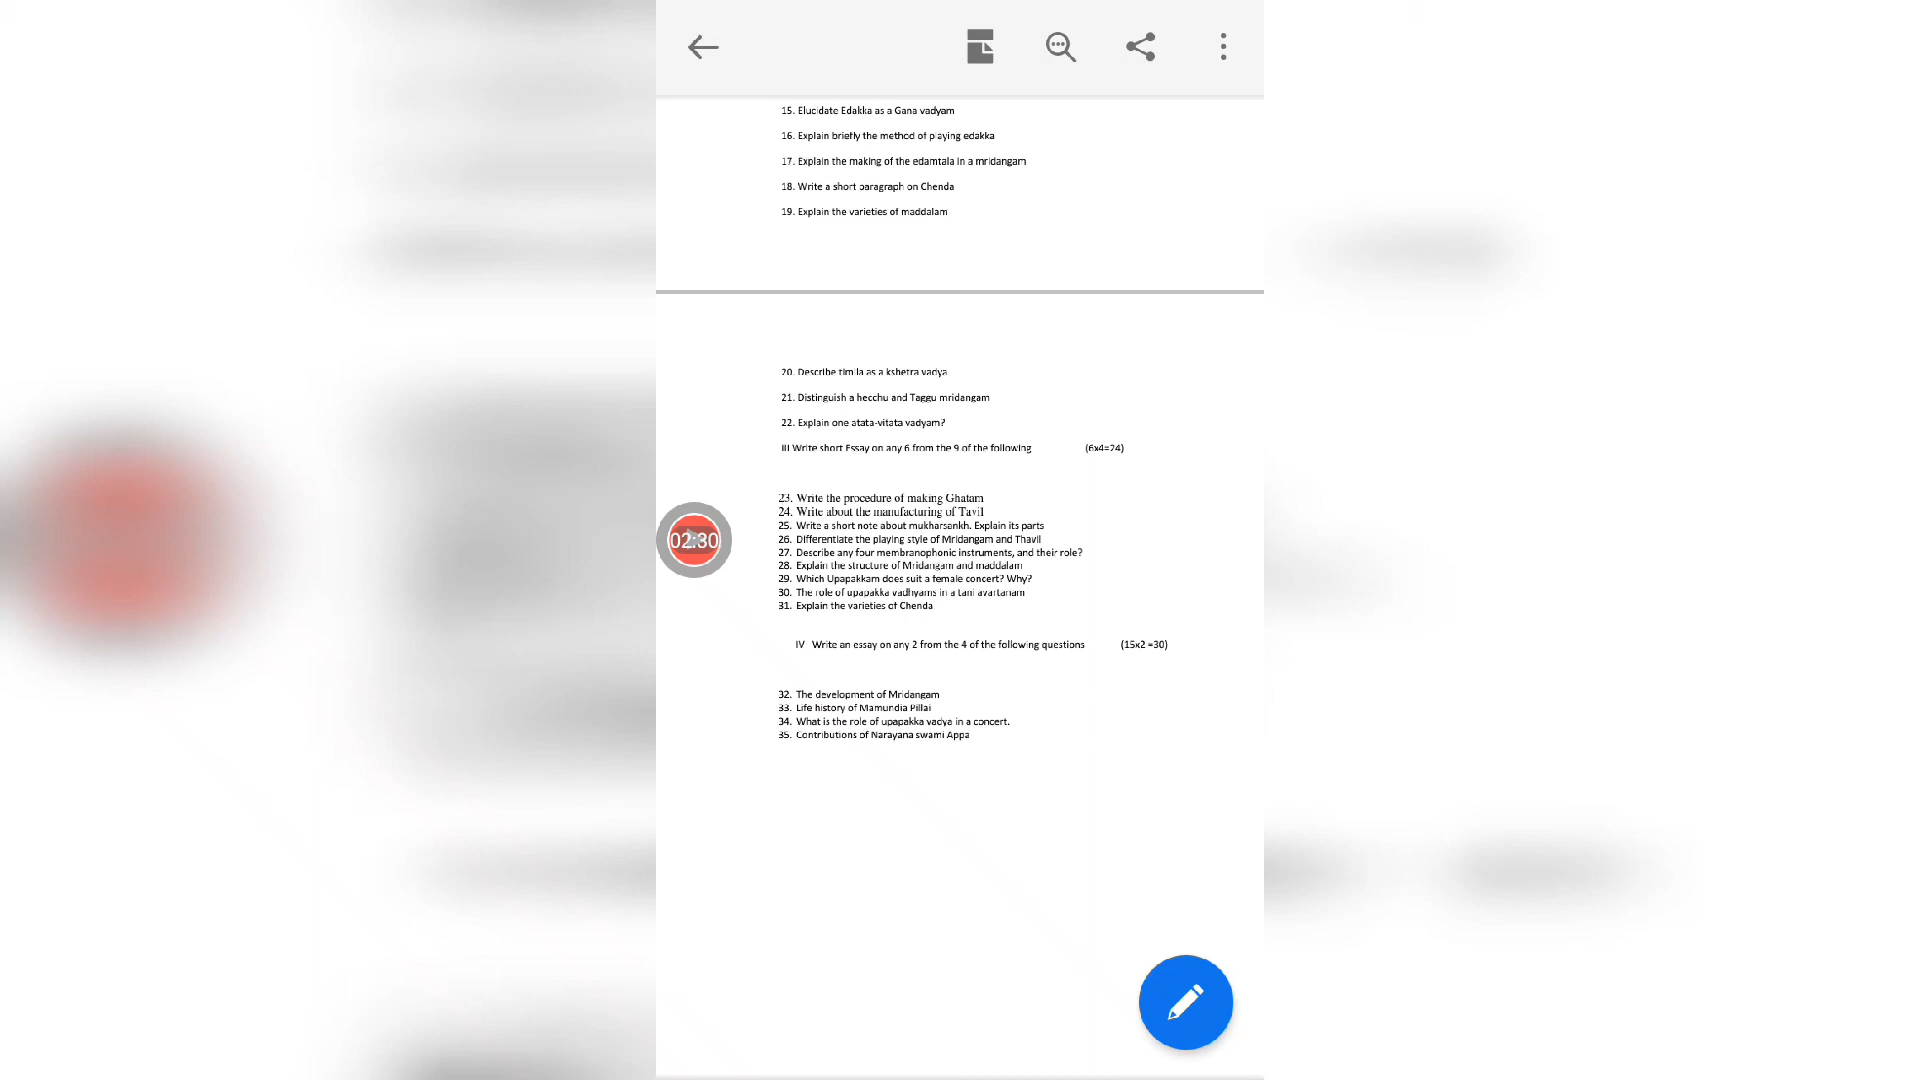 15. Elucidate Edakka as a Gana vadyam
16. Explain briefly the method of playing edakka
17. Explain the making of the edamtala in a mridangam
18. Write a short paragraph on Chenda
19. Explain the varieties of maddalam
20. Describe timila as a kshetra vadya
21. Distinguish a hecchu and Taggu mridangam
22. Explain one atata-vitata vadyam?
III Write short Essay on any 6 from the 9 of the following (6x4=24)
23. Write the procedure of making Ghatam
24. Write about the manufacturing of Tavil
25. Write a short note about mukharsankh. Explain its parts
02:30
26. Differentiate the playing style of Mridangam and Thavil
27. Describe any four membranophonic instruments, and their role?
28. Explain the structure of Mridangam and maddalam
29. Which Upapakkam does suit a female concert? Why?
30. The role of upapakka vadhyams in a tani avartanam
31. Explain the varieties of Chenda
IV Write an essay on any 2 from the 4 of the following questions (15x2 =30)
32. The development of Mridangam
33. Life history of Mamundia Pillai
34. What is the role of upapakka vadya in a concert.
35. Contributions of Narayana swami Appa